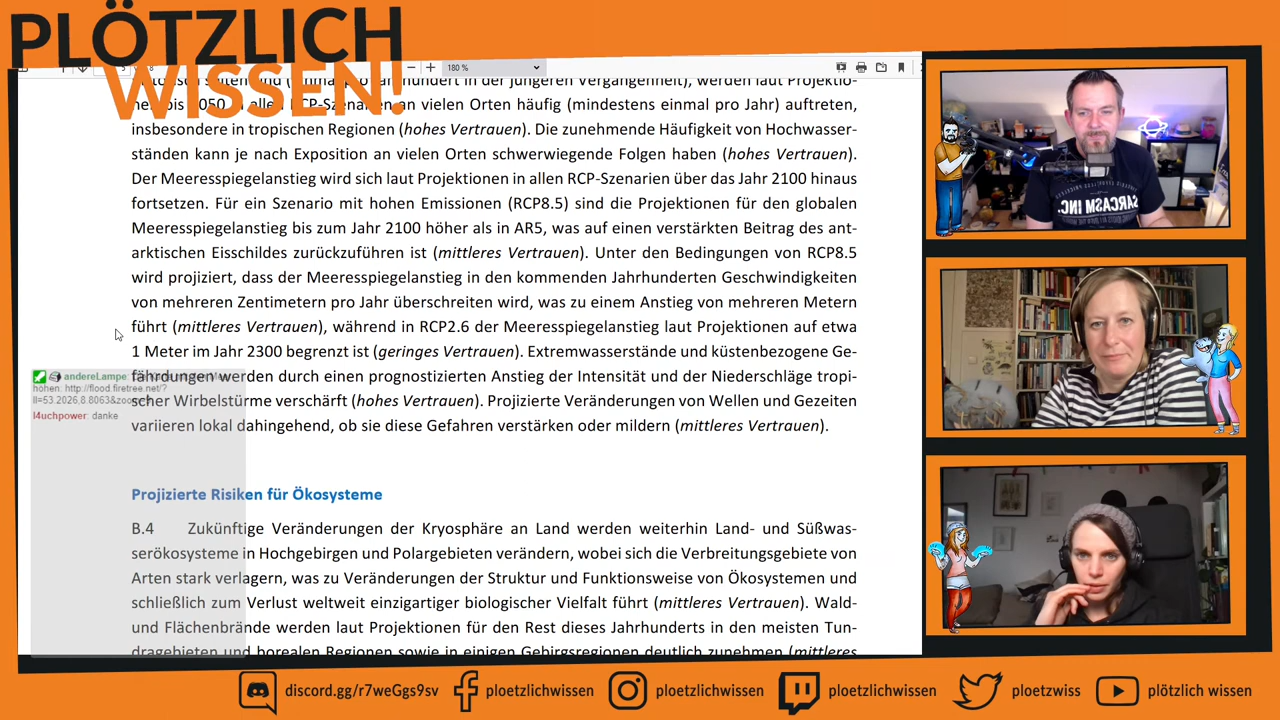 PLÖTZLICH
WISSEN!
180 %
insbesondere in tropischen Regionen (hohes Vertrauen). Die zunehmende Häufigkeit von Hochwasser-
ständen kann je nach Exposition an vielen Orten schwerwiegende Folgen haben (hohes Vertrauen).
Der Meeresspiegelanstieg wird sich laut Projektionen in allen RCP-Szenarien über das Jahr 2100 hinaus
fortsetzen. Für ein Szenario mit hohen Emissionen (RCP8.5) sind die Projektionen für den globalen
Meeresspiegelanstieg bis zum Jahr 2100 höher als in AR5, was auf einen verstärkten Beitrag des ant-
arktischen Eisschildes zurückzuführen ist (mittleres Vertrauen). Unter den Bedingungen von RCP8.5
wird projiziert, dass der Meeresspiegelanstieg in den kommenden Jahrhunderten Geschwindigkeiten
von mehreren Zentimetern pro Jahr überschreiten wird, was zu einem Anstieg von mehreren Metern
führt (mittleres Vertrauen), während in RCP2.6 der Meeresspiegelanstieg laut Projektionen auf etwa
1 Meter im Jahr 2300 begrenzt ist (geringes Vertrauen). Extremwasserstände und küstenbezogene Ge-
fährdungen werden durch einen prognostizierten Anstieg der Intensität und der Niederschläge tropi-
scher Wirbelstürme verschärft (hohes Vertrauen). Projizierte Veränderungen von Wellen und Gezeiten
variieren lokal dahingehend, ob sie diese Gefahren verstärken oder mildern (mittleres Vertrauen).
andereLampe:
hohen: http://flood.firetree.net/?
l4uchpower: danke
Projizierte Risiken für Ökosysteme
B.4 Zukünftige Veränderungen der Kryosphäre an Land werden weiterhin Land- und Süßwas-
serökosysteme in Hochgebirgen und Polargebieten verändern, wobei sich die Verbreitungsgebiete von
Arten stark verlagern, was zu Veränderungen der Struktur und Funktionsweise von Ökosystemen und
schließlich zum Verlust weltweit einzigartiger biologischer Vielfalt führt (mittleres Vertrauen). Wald-
und Flächenbrände werden laut Projektionen für den Rest dieses Jahrhunderts in den meisten Tun-
dragebieten und borealen Regionen sowie in einigen Gebirgsregionen deutlich zunehmen (mittleres
SARCASM INC.
discord.gg/r7weGgs9sv
ploetzlichwissen
ploetzlichwissen
ploetzlichwissen
ploetzwiss
plötzlich wissen